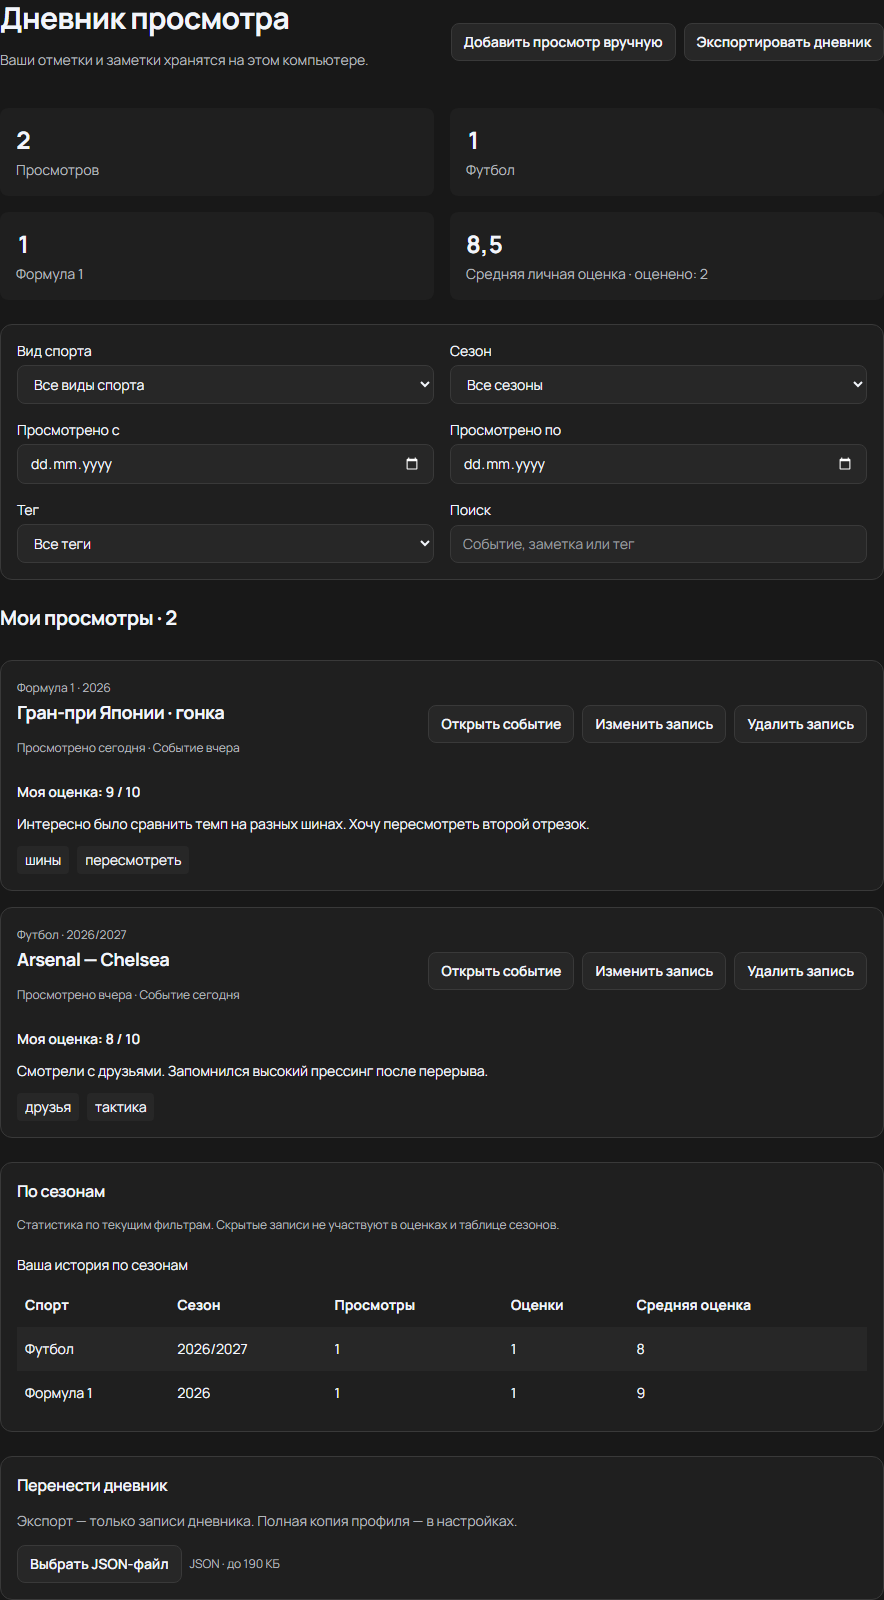 Дневник просмотра
Ваши отметки и заметки хранятся на этом компьютере.
Добавить просмотр вручную
Экспортировать дневник
2
Просмотров
1
Футбол
1
Формула 1
8,5
Средняя личная оценка · оценено: 2
Вид спорта
Все виды спорта
Сезон
Все сезоны
Просмотрено с
dd.mm.yyyy
Просмотрено по
dd.mm.yyyy
Тег
Все теги
Поиск
Событие, заметка или тег
Мои просмотры · 2
Формула 1 · 2026
Гран-при Японии · гонка
Просмотрено сегодня · Событие вчера
Открыть событие
Изменить запись
Удалить запись
Моя оценка: 9 / 10
Интересно было сравнить темп на разных шинах. Хочу пересмотреть второй отрезок.
шины пересмотреть
Футбол · 2026/2027
Arsenal — Chelsea
Просмотрено вчера · Событие сегодня
Открыть событие
Изменить запись
Удалить запись
Моя оценка: 8 / 10
Смотрели с друзьями. Запомнился высокий прессинг после перерыва.
друзья тактика
По сезонам
Статистика по текущим фильтрам. Скрытые записи не участвуют в оценках и таблице сезонов.
Ваша история по сезонам
Спорт Сезон Просмотры Оценки Средняя оценка
Футбол 2026/2027 1 1 8
Формула 1 2026 1 1 9
Перенести дневник
Экспорт — только записи дневника. Полная копия профиля — в настройках.
Выбрать JSON-файл JSON · до 190 КБ